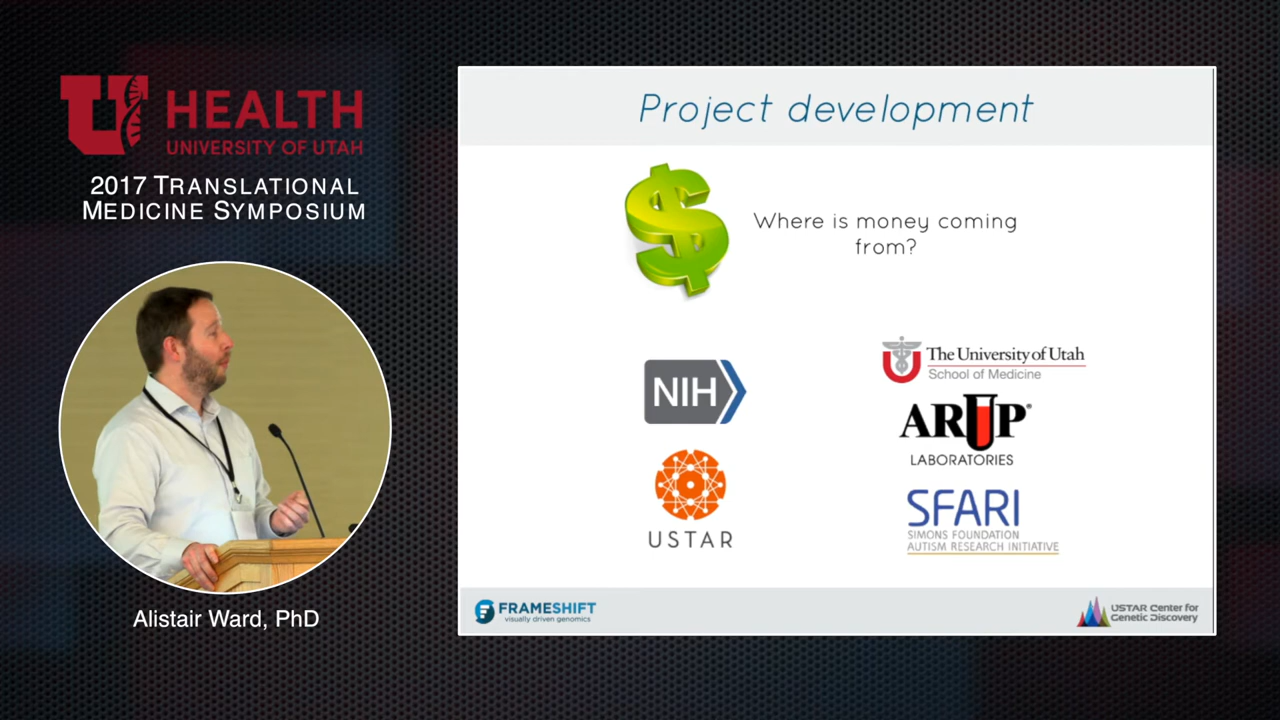 U HEALTH
UNIVERSITY OF UTAH
2017 TRANSLATIONAL
MEDICINE SYMPOSIUM
Alistair Ward, PhD
Project development
$
Where is money coming
from?
NIH
USTAR
The University of Utah
School of Medicine
ARUP®
LABORATORIES
SFARI
SIMONS FOUNDATION
AUTISM RESEARCH INITIATIVE
FRAMESHIFT
visually driven genomics
USTAR Center for
Genetic Discovery